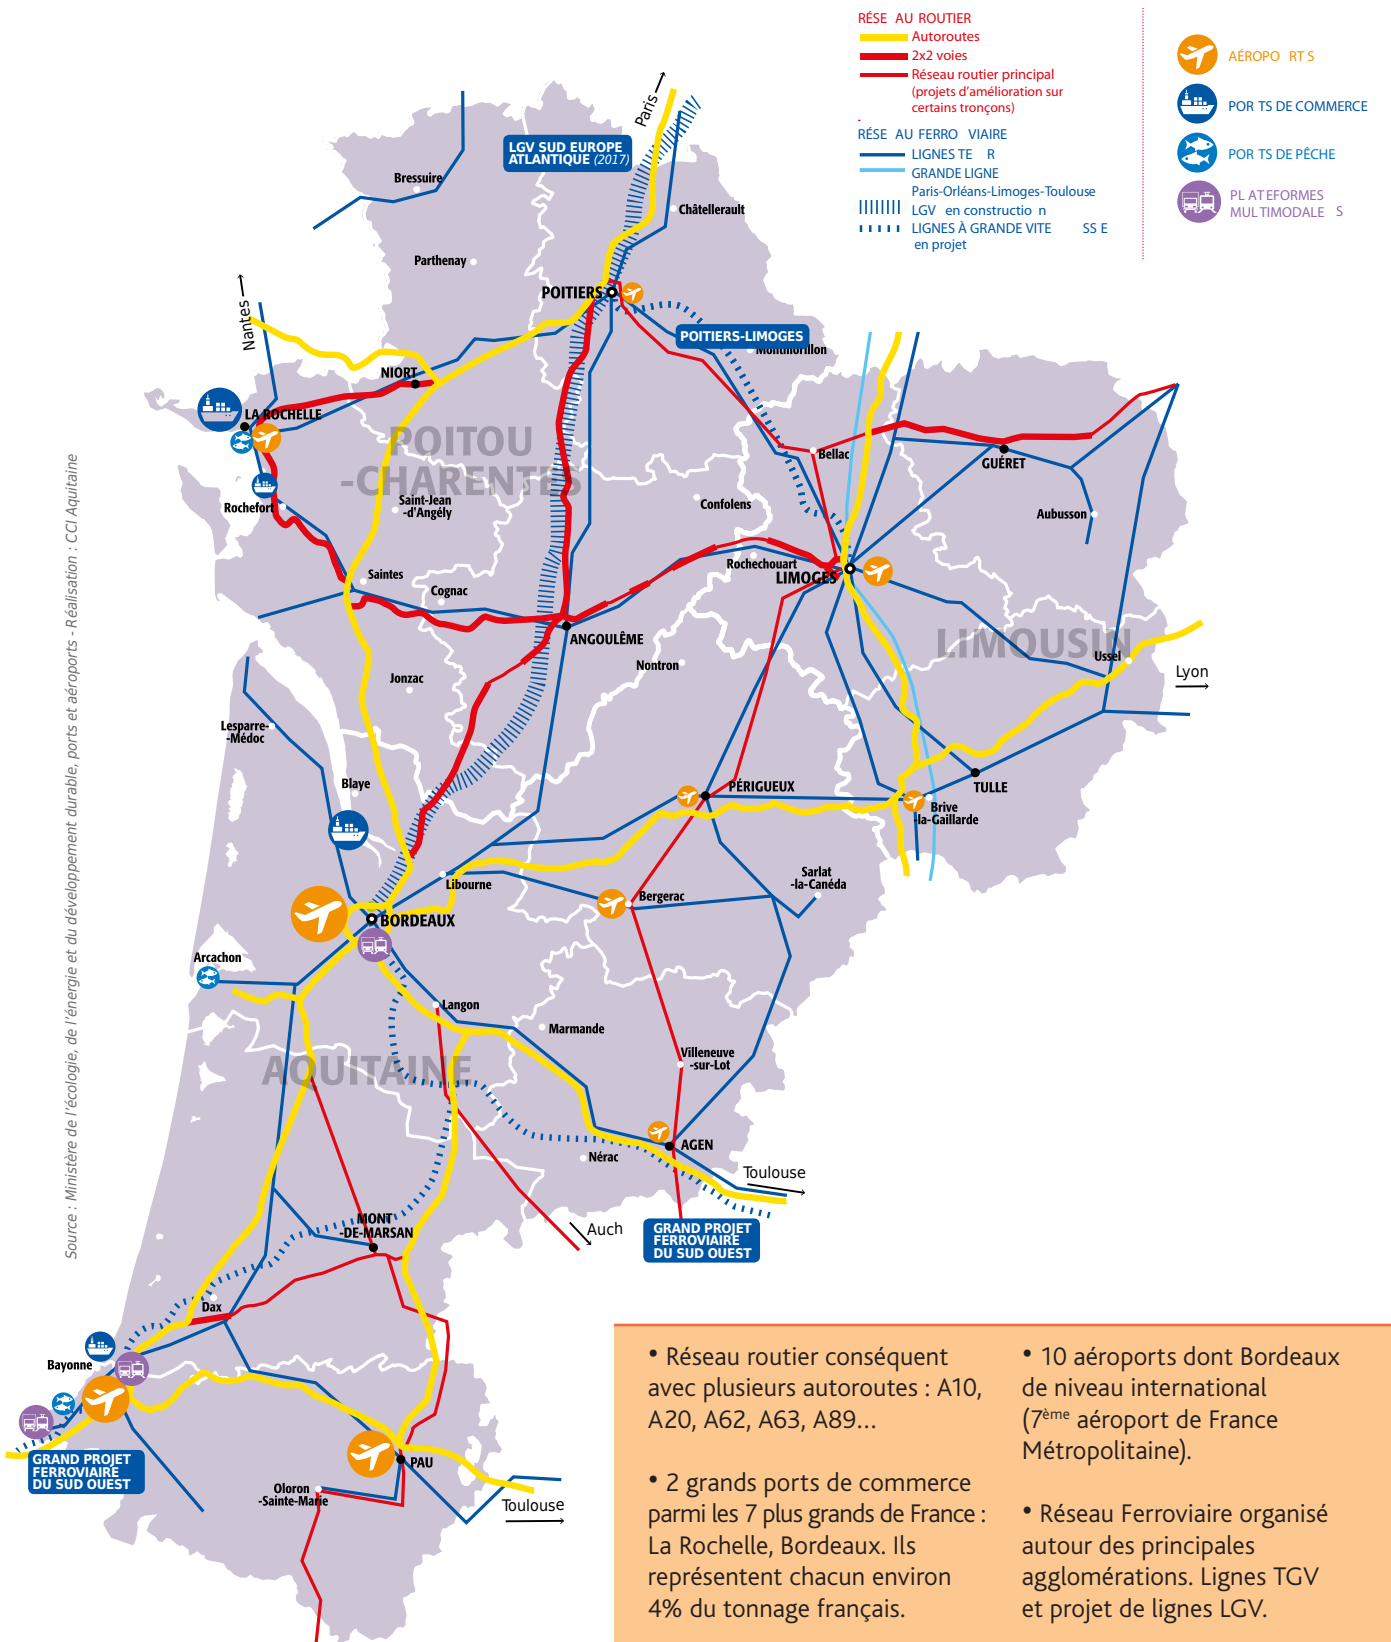 RÉSE AU ROUTIER
Autoroutes
2x2 voies
Réseau routier principal
(projets d'amélioration sur
certains tronçons)
RÉSE AU FERRO VIAIRE
LIGNES TE R
GRANDE LIGNE
Paris-Orléans-Limoges-Toulouse
LGV en constructio n
LIGNES À GRANDE VITE SS E
en projet
AÉROPO RT S
POR TS DE COMMERCE
POR TS DE PÊCHE
PL ATEFORMES
MULTIMODALE S
Paris
LGV SUD EUROPE
ATLANTIQUE (2017)
Bressuire
Châtellerault
Parthenay
POITIERS
Nantes
POITIERS-LIMOGES
Montmorillon
NIORT
LA ROCHELLE
POITOU
-CHARENTES
Bellac
GUÉRET
Rochefort
Saint-Jean
-d'Angély
Confolens
Aubusson
Saintes
Cognac
Rochechouart
LIMOGES
ANGOULÊME
LIMOUSIN
Nontron
Ussel
Lyon
Jonzac
Lesparre-
-Médoc
Blaye
PÉRIGUEUX
TULLE
Brive
-la-Gaillarde
Libourne
Sarlat
-la-Canéda
Bergerac
BORDEAUX
Arcachon
Langon
Marmande
Villeneuve
-sur-Lot
AQUITAINE
AGEN
Nérac
Toulouse
MONT
-DE-MARSAN
Auch
GRAND PROJET
FERROVIAIRE
DU SUD OUEST
Dax
Bayonne
GRAND PROJET
FERROVIAIRE
DU SUD OUEST
PAU
Oloron
-Sainte-Marie
Toulouse
Source : Ministère de l'écologie, de l'énergie et du développement durable, ports et aéroports - Réalisation : CCI Aquitaine
• Réseau routier conséquent
avec plusieurs autoroutes : A10,
A20, A62, A63, A89...
• 2 grands ports de commerce
parmi les 7 plus grands de France :
La Rochelle, Bordeaux. Ils
représentent chacun environ
4% du tonnage français.
• 10 aéroports dont Bordeaux
de niveau international
(7ème aéroport de France
Métropolitaine).
• Réseau Ferroviaire organisé
autour des principales
agglomérations. Lignes TGV
et projet de lignes LGV.